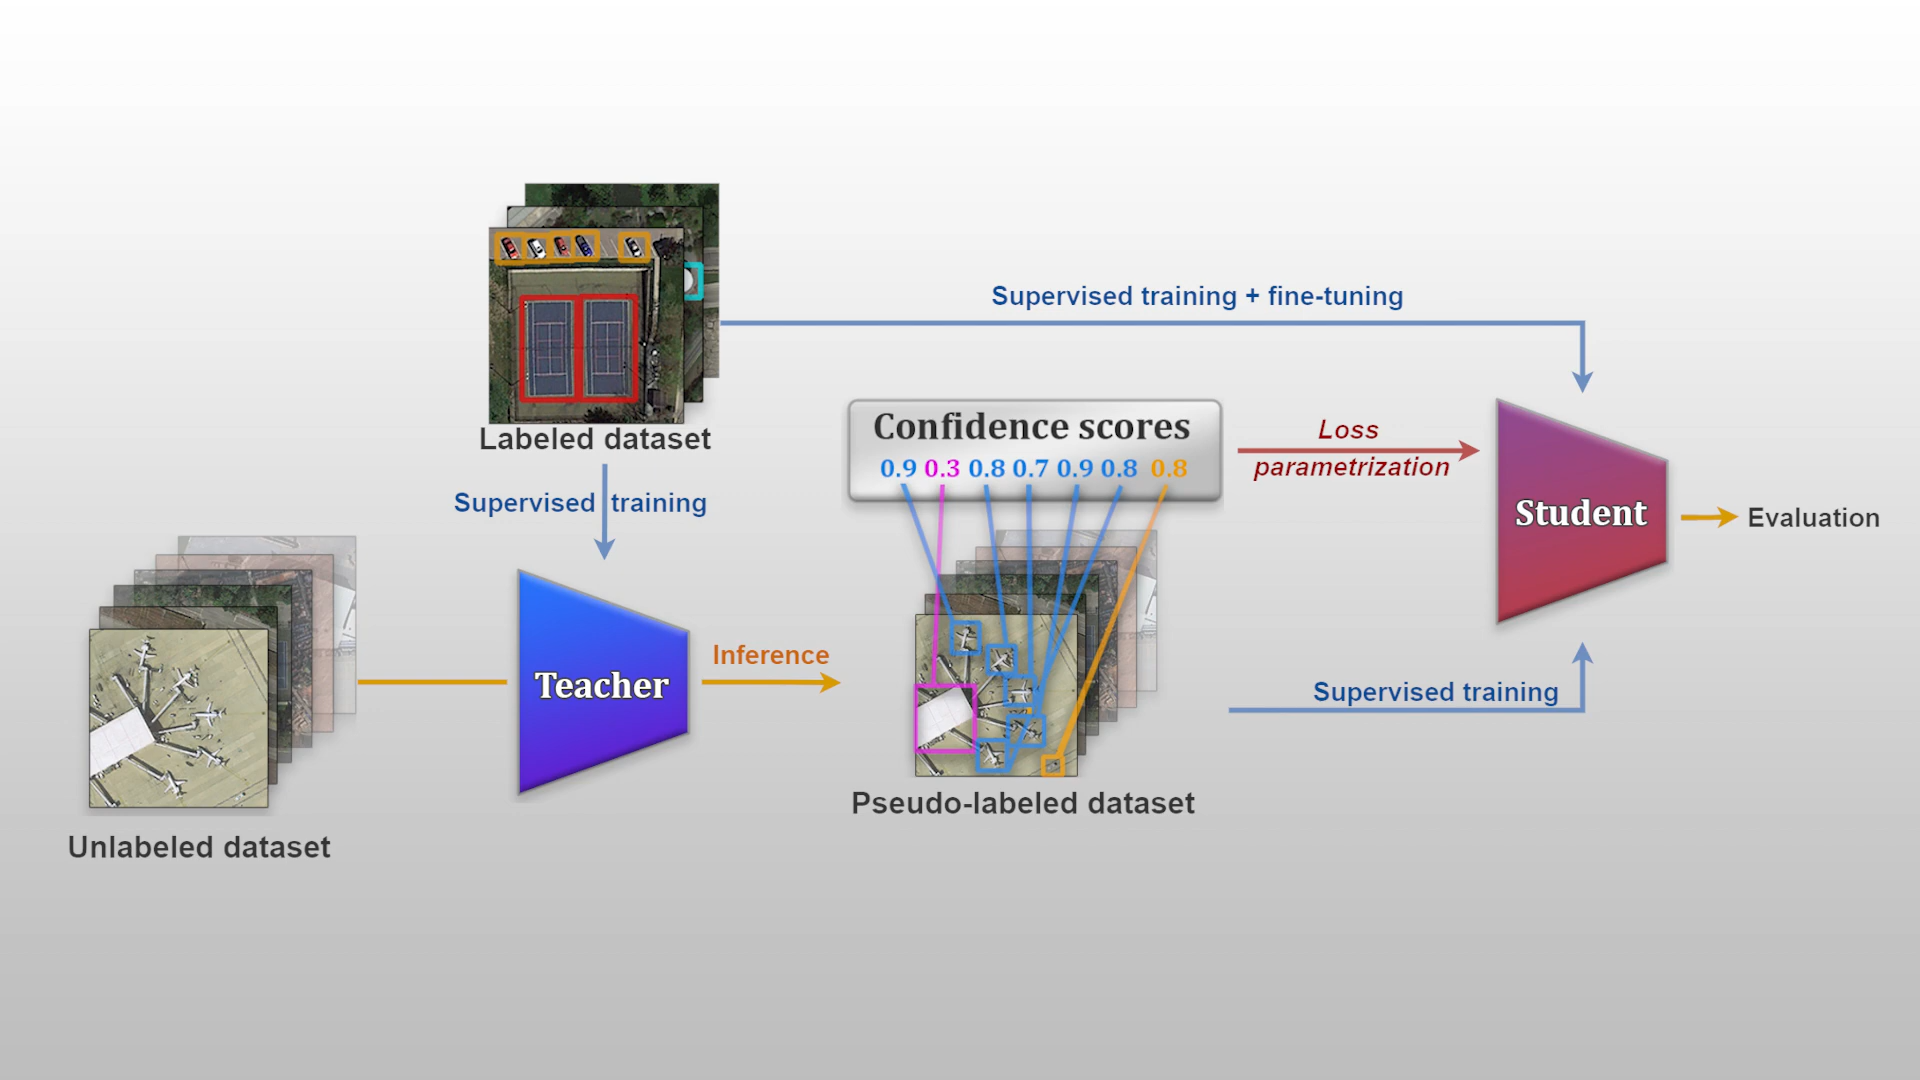 Supervised training + fine-tuning
Labeled dataset
Confidence scores
0.9 0.3 0.8 0.7 0.9 0.8 0.8
Loss
parametrization
Supervised training
Student
Evaluation
Inference
Teacher
Supervised training
Pseudo-labeled dataset
Unlabeled dataset